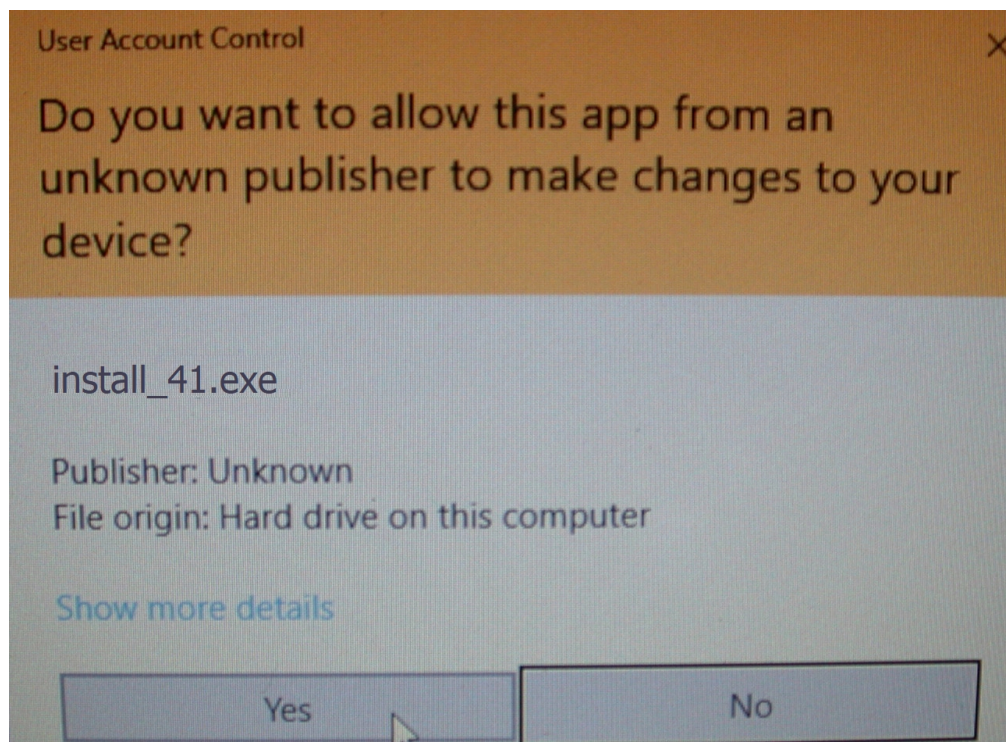 User Account Control
Do you want to allow this app from an
unknown publisher to make changes to your
device?
install_41.exe
Publisher: Unknown
File origin: Hard drive on this computer
Show more details
Yes
No